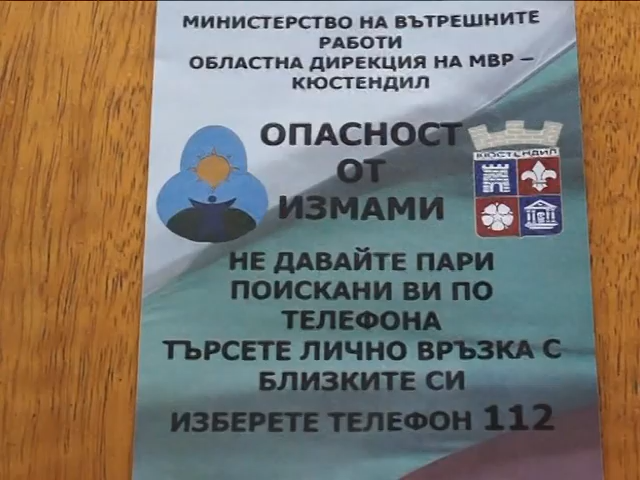 МИНИСТЕРСТВО НА ВЪТРЕШНИТЕ
РАБОТИ
ОБЛАСТНА ДИРЕКЦИЯ НА МВР –
КЮСТЕНДИЛ
ОПАСНОСТ
ОТ
ИЗМАМИ
КЮСТЕНДИЛ
НЕ ДАВАЙТЕ ПАРИ
ПОИСКАНИ ВИ ПО
ТЕЛЕФОНА
ТЪРСЕТЕ ЛИЧНО ВРЪЗКА С
БЛИЗКИТЕ СИ
ИЗБЕРЕТЕ ТЕЛЕФОН 112